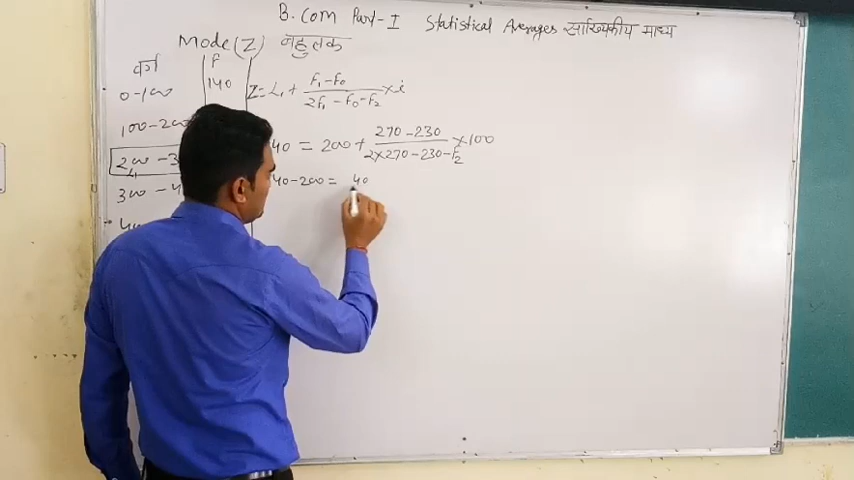 B.Com Part-I Statistical Averages सांख्यिकीय माध्य
Mode(Z) बहुलक
वर्ग F
0-100 140
Z = L₁ + (F₁ - F₀)/(2F₁ - F₀ - F₂) × i
100-200
40 = 200 + (270 - 230)/(2×270 - 230 - F₂) × 100
200 - 3
L₁
40 - 200 = 40
300 - 4